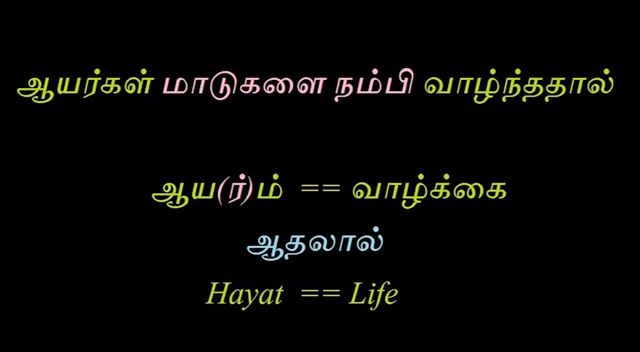 ஆயர்கள் மாடுகளை நம்பி வாழ்ந்ததால்
ஆய(ர்)ம் == வாழ்க்கை
ஆதலால்
Hayat == Life